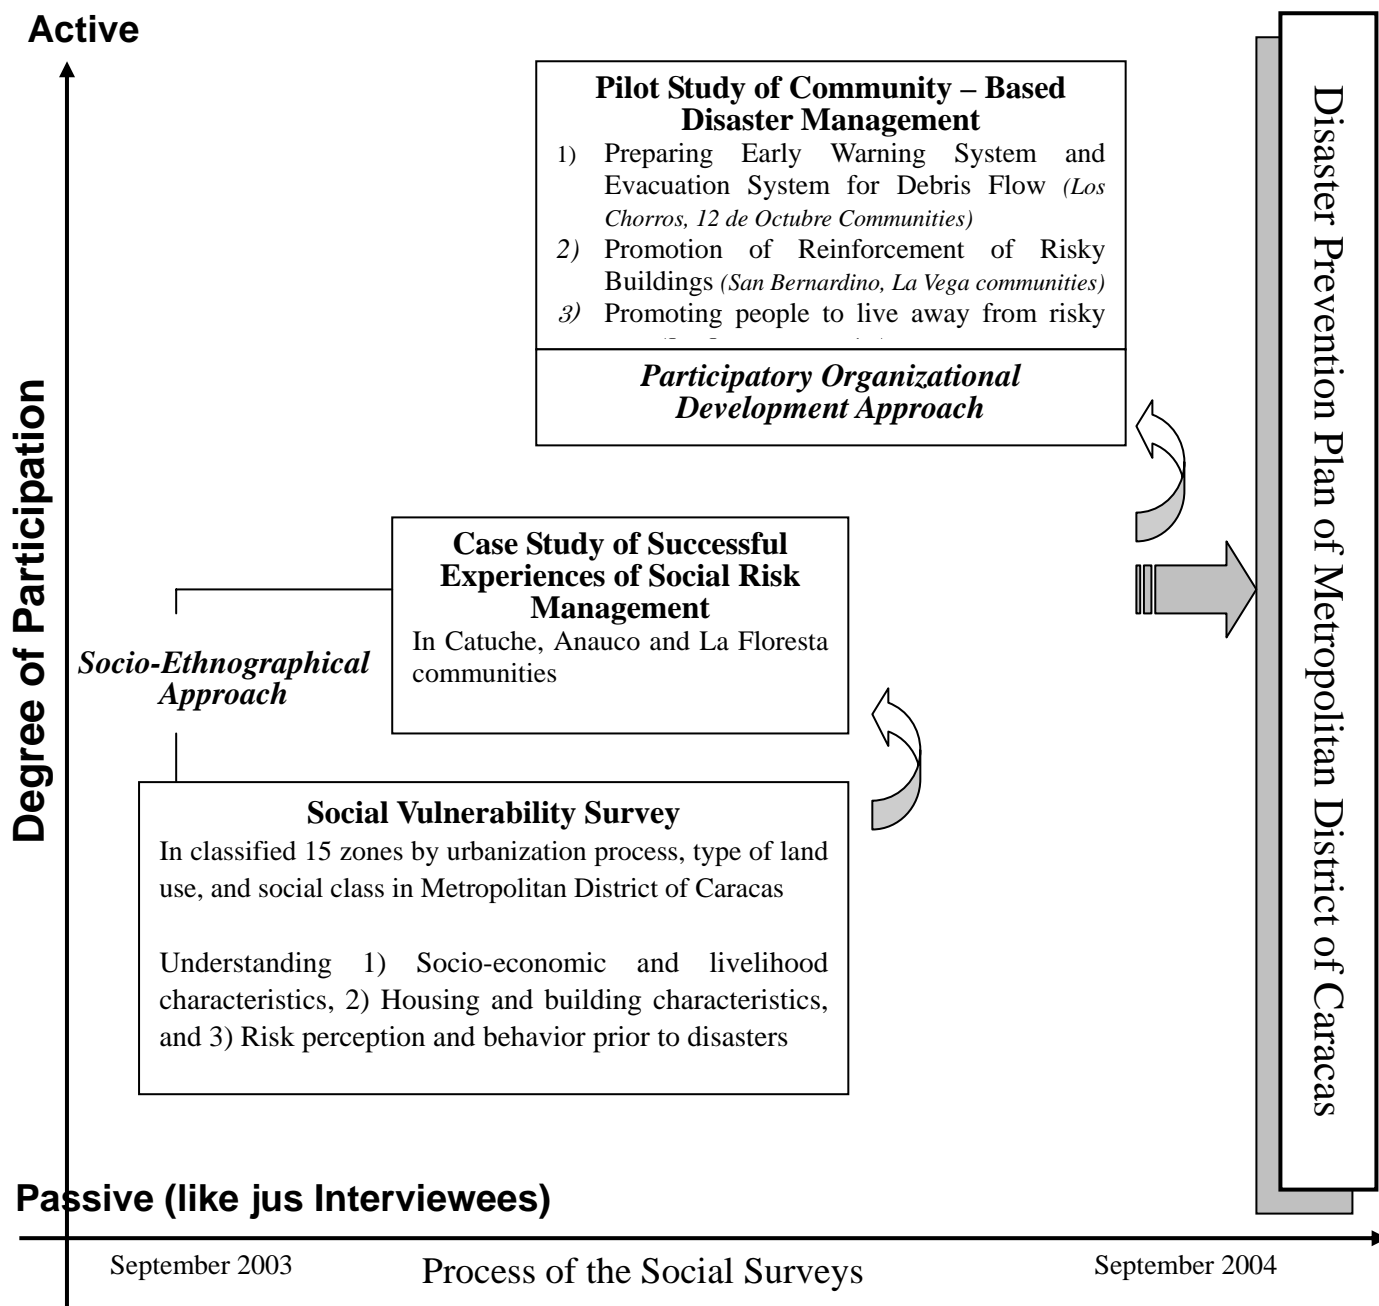 Active
Pilot Study of Community – Based
Disaster Management
1) Preparing Early Warning System and
Evacuation System for Debris Flow (Los
Chorros, 12 de Octubre Communities)
2) Promotion of Reinforcement of Risky
Buildings (San Bernardino, La Vega communities)
3) Promoting people to live away from risky
Participatory Organizational
Development Approach
Disaster Prevention Plan of Metropolitan District of Caracas
Degree of Participation
Case Study of Successful
Experiences of Social Risk
Management
In Catuche, Anauco and La Floresta
communities
Socio-Ethnographical
Approach
Social Vulnerability Survey
In classified 15 zones by urbanization process, type of land
use, and social class in Metropolitan District of Caracas
Understanding 1) Socio-economic and livelihood
characteristics, 2) Housing and building characteristics,
and 3) Risk perception and behavior prior to disasters
Passive (like jus Interviewees)
September 2003
Process of the Social Surveys
September 2004